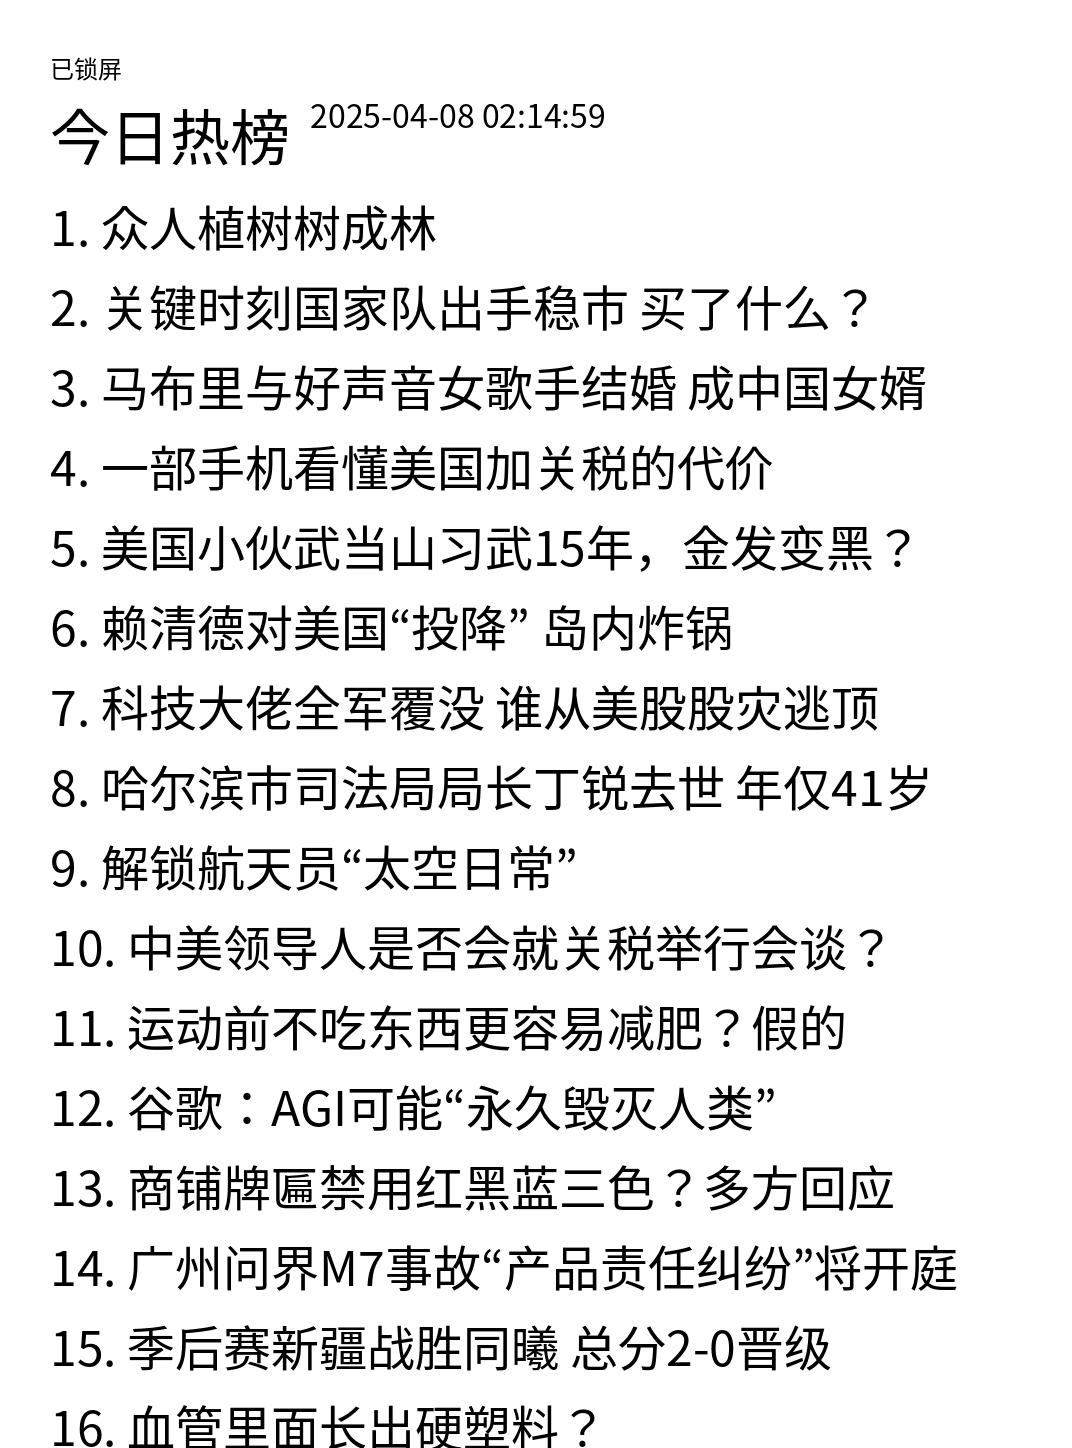 已锁屏
今日热榜 2025-04-08 02:14:59
1. 众人植树树成林
2. 关键时刻国家队出手稳市 买了什么？
3. 马布里与好声音女歌手结婚 成中国女婿
4. 一部手机看懂美国加关税的代价
5. 美国小伙武当山习武15年，金发变黑？
6. 赖清德对美国“投降” 岛内炸锅
7. 科技大佬全军覆没 谁从美股股灾逃顶
8. 哈尔滨市司法局局长丁锐去世 年仅41岁
9. 解锁航天员“太空日常”
10. 中美领导人是否会就关税举行会谈？
11. 运动前不吃东西更容易减肥？假的
12. 谷歌：AGI可能“永久毁灭人类”
13. 商铺牌匾禁用红黑蓝三色？多方回应
14. 广州问界M7事故“产品责任纠纷”将开庭
15. 季后赛新疆战胜同曦 总分2-0晋级
16. 血管里面长出硬塑料？